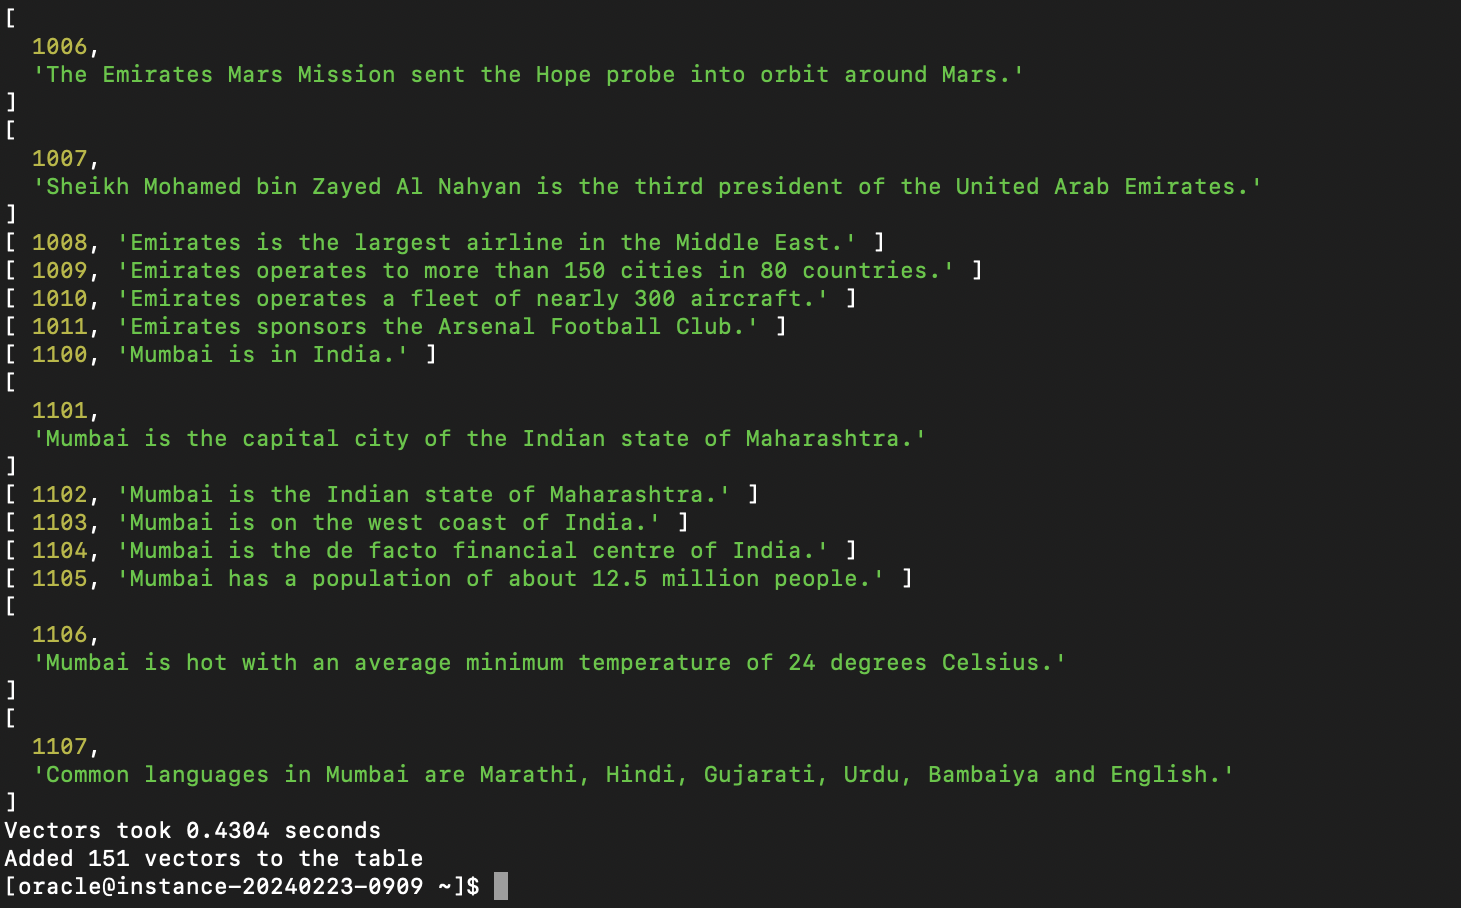 [
  1006,
  'The Emirates Mars Mission sent the Hope probe into orbit around Mars.'
]
[
  1007,
  'Sheikh Mohamed bin Zayed Al Nahyan is the third president of the United Arab Emirates.'
]
[ 1008, 'Emirates is the largest airline in the Middle East.' ]
[ 1009, 'Emirates operates to more than 150 cities in 80 countries.' ]
[ 1010, 'Emirates operates a fleet of nearly 300 aircraft.' ]
[ 1011, 'Emirates sponsors the Arsenal Football Club.' ]
[ 1100, 'Mumbai is in India.' ]
[
  1101,
  'Mumbai is the capital city of the Indian state of Maharashtra.'
]
[ 1102, 'Mumbai is the Indian state of Maharashtra.' ]
[ 1103, 'Mumbai is on the west coast of India.' ]
[ 1104, 'Mumbai is the de facto financial centre of India.' ]
[ 1105, 'Mumbai has a population of about 12.5 million people.' ]
[
  1106,
  'Mumbai is hot with an average minimum temperature of 24 degrees Celsius.'
]
[
  1107,
  'Common languages in Mumbai are Marathi, Hindi, Gujarati, Urdu, Bambaiya and English.'
]
Vectors took 0.4304 seconds
Added 151 vectors to the table
[oracle@instance-20240223-0909 ~]$